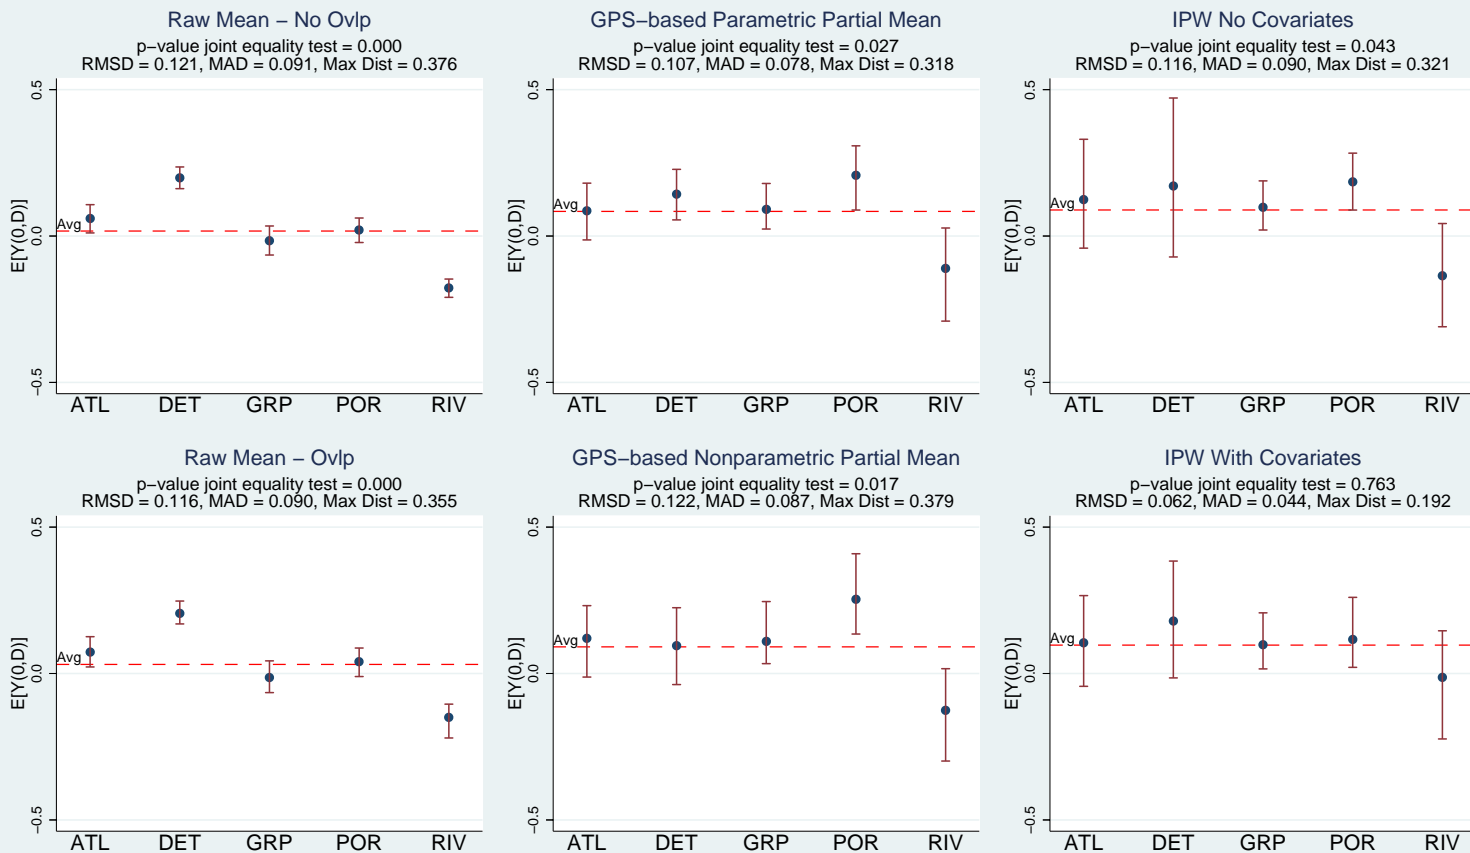 Raw Mean − No Ovlp
p−value joint equality test = 0.000
RMSD = 0.121, MAD = 0.091, Max Dist = 0.376
0.5
0.0
−0.5
E[Y(0,D)]
Avg
ATL DET GRP POR RIV
GPS−based Parametric Partial Mean
p−value joint equality test = 0.027
RMSD = 0.107, MAD = 0.078, Max Dist = 0.318
0.5
0.0
−0.5
E[Y(0,D)]
Avg
ATL DET GRP POR RIV
IPW No Covariates
p−value joint equality test = 0.043
RMSD = 0.116, MAD = 0.090, Max Dist = 0.321
0.5
0.0
−0.5
E[Y(0,D)]
Avg
ATL DET GRP POR RIV
Raw Mean − Ovlp
p−value joint equality test = 0.000
RMSD = 0.116, MAD = 0.090, Max Dist = 0.355
0.5
0.0
−0.5
E[Y(0,D)]
Avg
ATL DET GRP POR RIV
GPS−based Nonparametric Partial Mean
p−value joint equality test = 0.017
RMSD = 0.122, MAD = 0.087, Max Dist = 0.379
0.5
0.0
−0.5
E[Y(0,D)]
Avg
ATL DET GRP POR RIV
IPW With Covariates
p−value joint equality test = 0.763
RMSD = 0.062, MAD = 0.044, Max Dist = 0.192
0.5
0.0
−0.5
E[Y(0,D)]
Avg
ATL DET GRP POR RIV